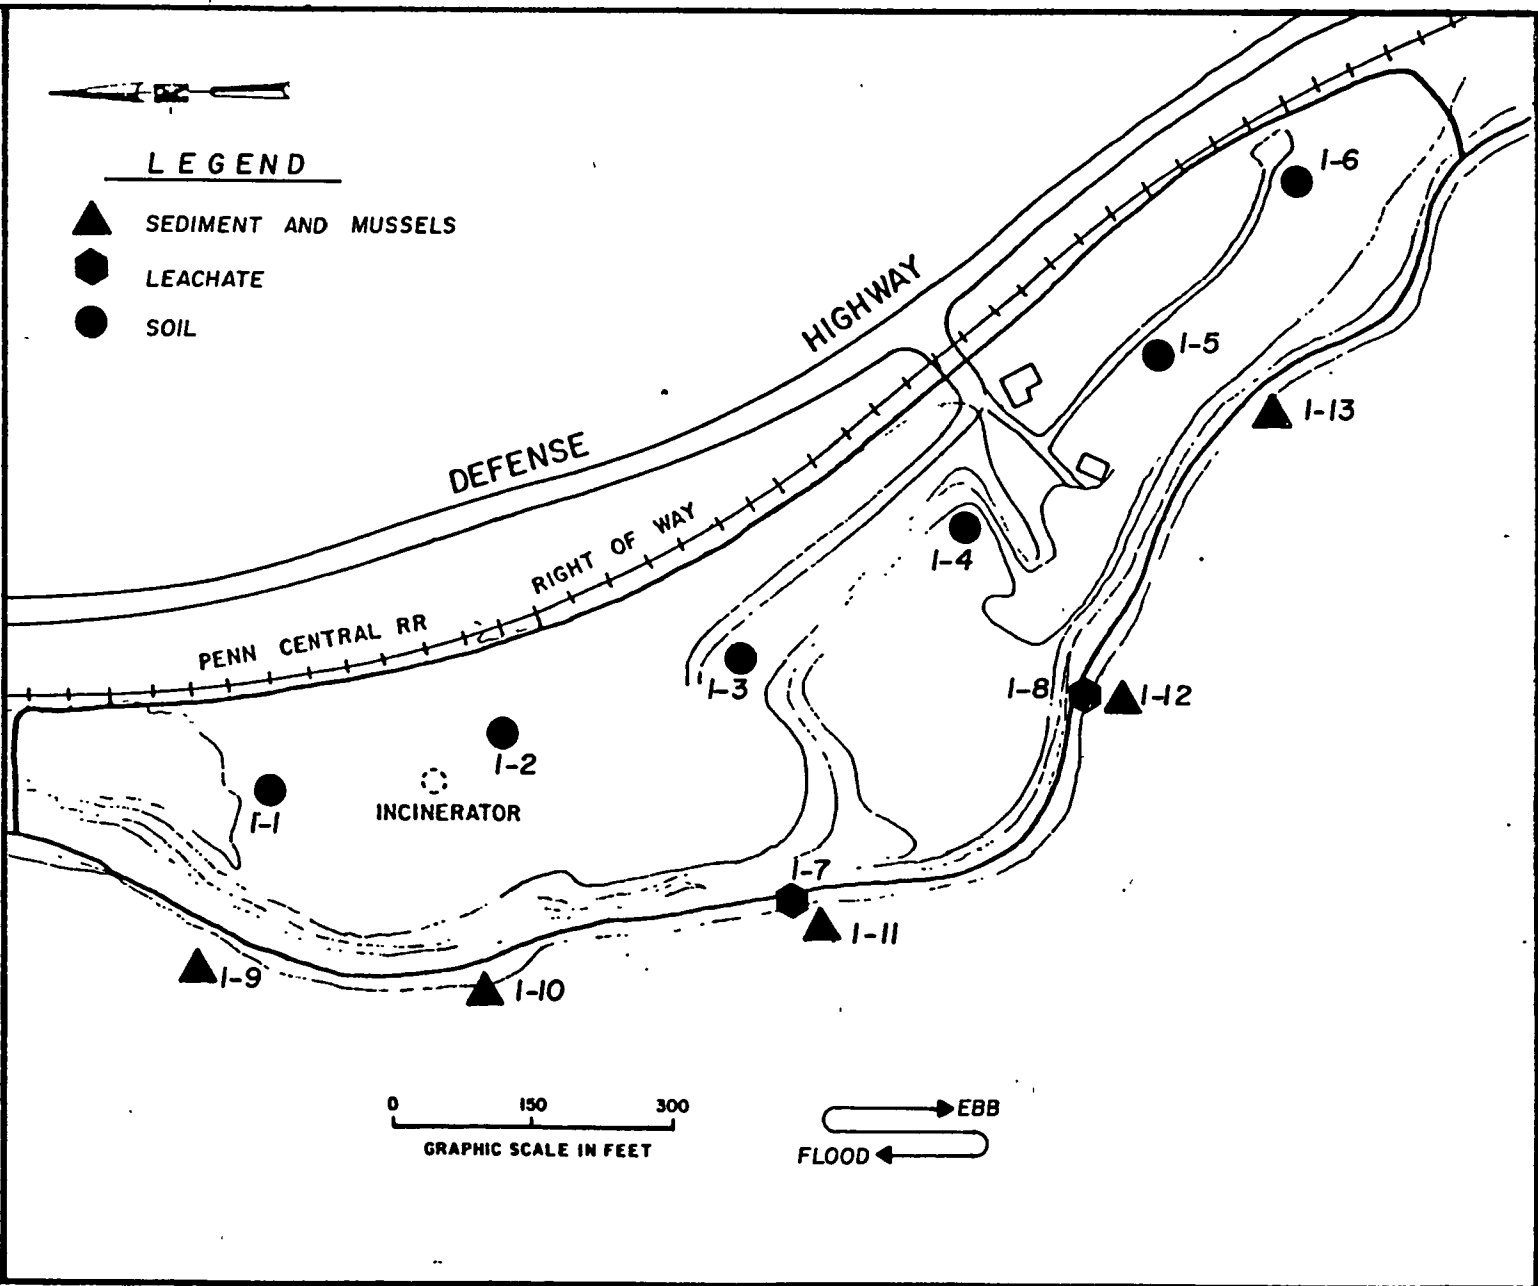 LEGEND
SEDIMENT AND MUSSELS
LEACHATE
SOIL
DEFENSE HIGHWAY
PENN CENTRAL RR RIGHT OF WAY
I-6
I-5
I-13
I-4
I-3
I-8
I-12
I-2
INCINERATOR
I-1
I-7
I-11
I-9
I-10
0 150 300
GRAPHIC SCALE IN FEET
EBB
FLOOD